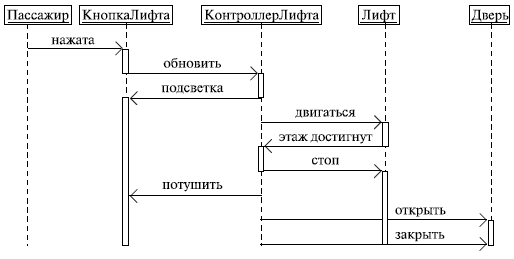 Пассажир КнопкаЛифта КонтроллерЛифта Лифт Дверь
нажата
обновить
подсветка
двигаться
этаж достигнут
стоп
потушить
открыть
закрыть